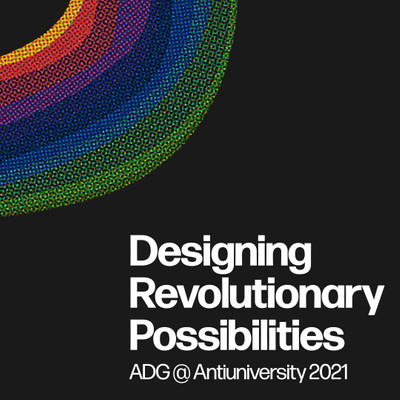 Designing
Revolutionary
Possibilities
ADG @ Antiuniversity 2021